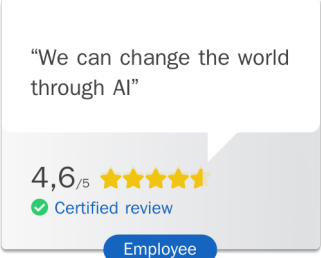 “We can change the world
through AI”
4,6/5
Certified review
Employee